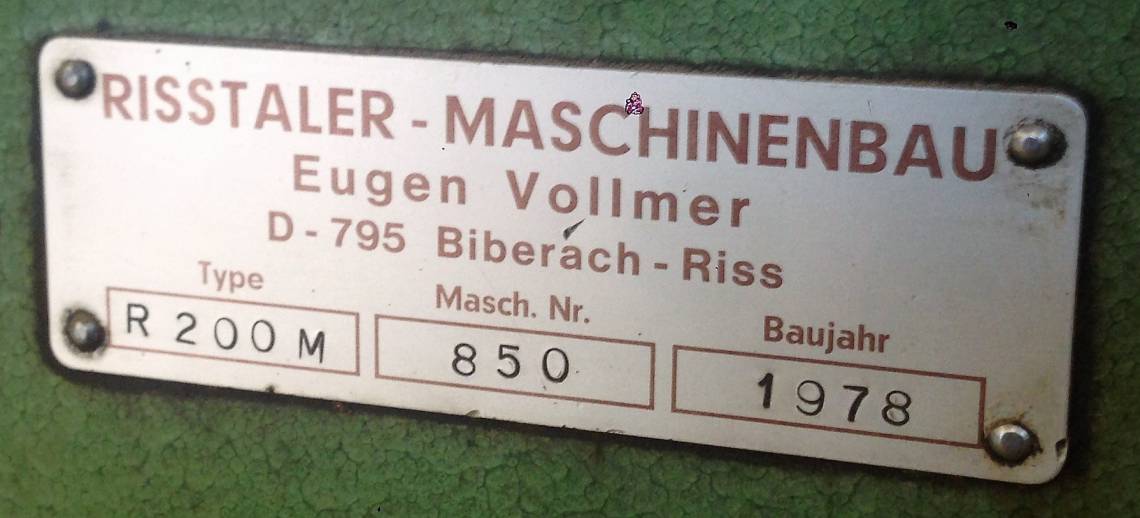 RISSTALER - MASCHINENBAU
Eugen Vollmer
D - 795 Biberach - Riss
Type Masch. Nr. Baujahr
R 200 M 850 1978